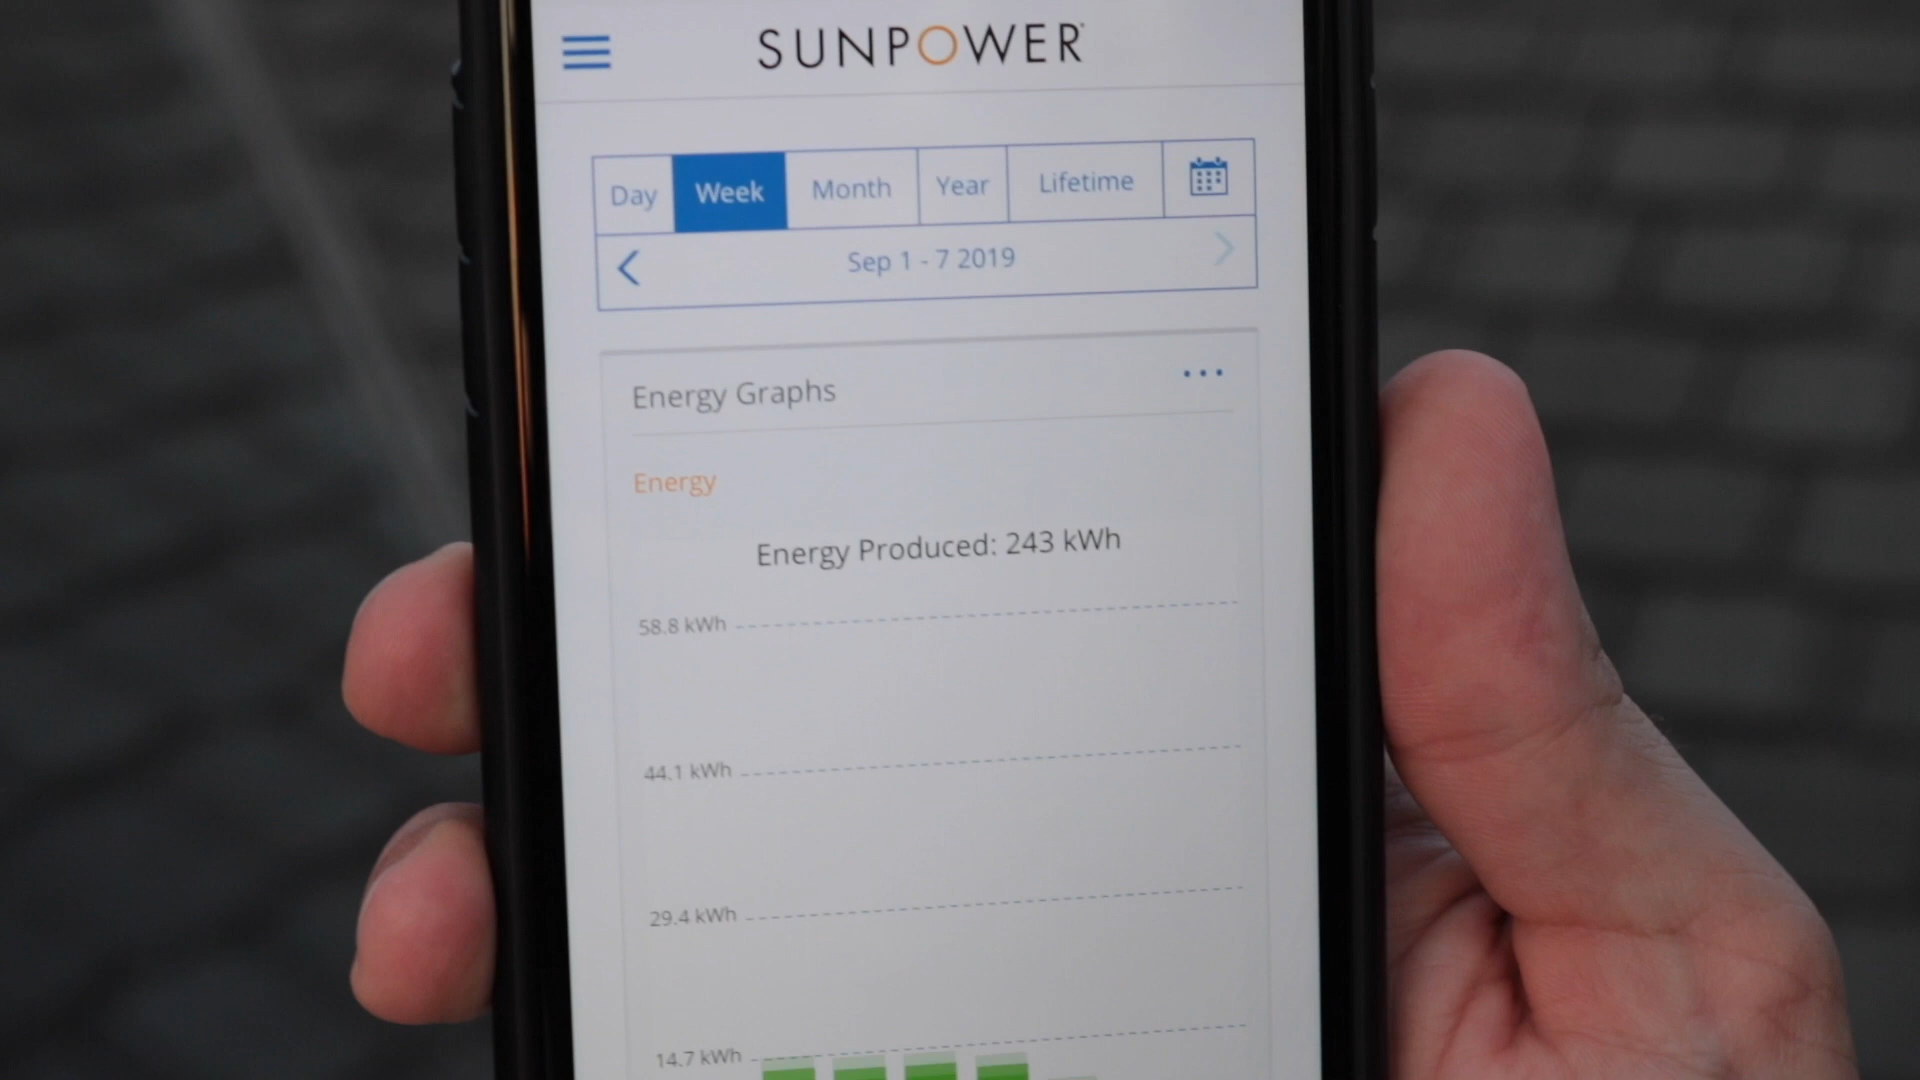 SUNPOWER
Day Week Month Year Lifetime
Sep 1 - 7 2019
Energy Graphs
Energy
Energy Produced: 243 kWh
58.8 kWh
44.1 kWh
29.4 kWh
14.7 kWh